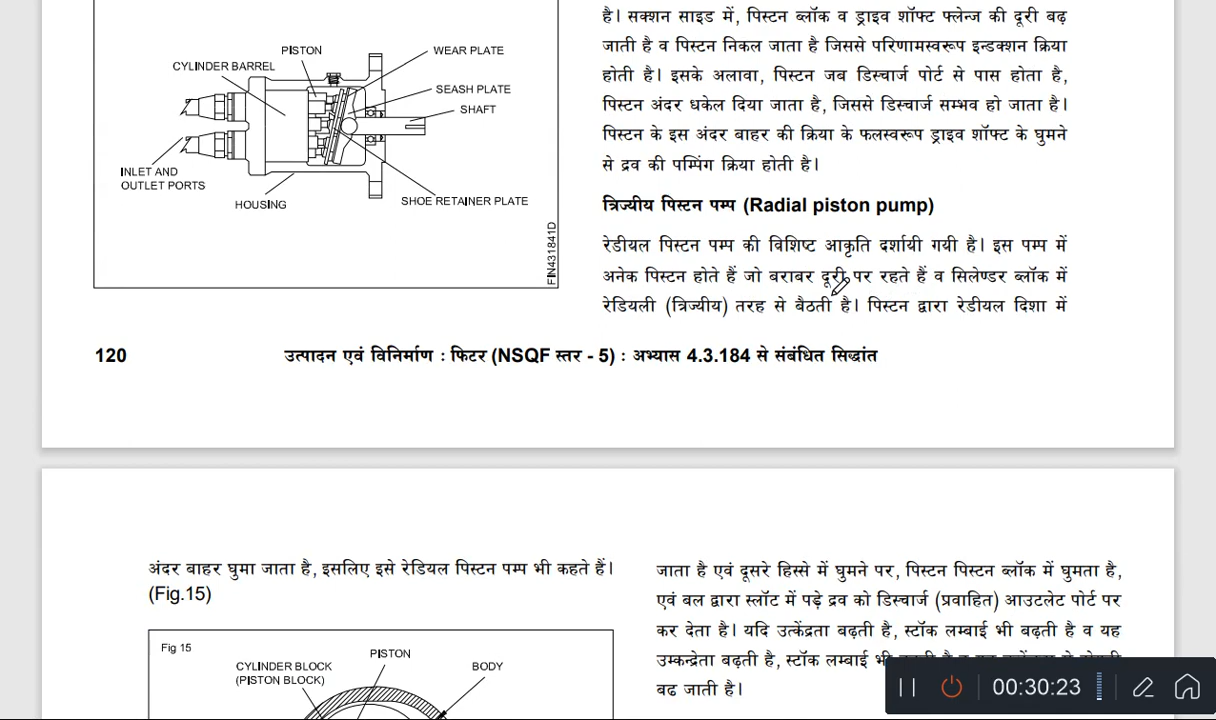 है। सक्शन साइड में, पिस्टन ब्लॉक व ड्राइव शॉफ्ट फ्लेन्ज की दूरी बढ़
जाती है व पिस्टन निकल जाता है जिससे परिणामस्वरूप इन्डक्शन क्रिया
होती है। इसके अलावा, पिस्टन जब डिस्चार्ज पोर्ट से पास होता है,
पिस्टन अंदर धकेल दिया जाता है, जिससे डिस्चार्ज सम्भव हो जाता है।
पिस्टन के इस अंदर बाहर की क्रिया के फलस्वरूप ड्राइव शॉफ्ट के घुमने
से द्रव की पम्पिंग क्रिया होती है।
PISTON
WEAR PLATE
CYLINDER BARREL
SEASH PLATE
SHAFT
INLET AND
OUTLET PORTS
HOUSING
SHOE RETAINER PLATE
FIN431841D
त्रिज्यीय पिस्टन पम्प (Radial piston pump)
रेडीयल पिस्टन पम्प की विशिष्ट आकृति दर्शायी गयी है। इस पम्प में
अनेक पिस्टन होते हैं जो बराबर दूरी पर रहते हैं व सिलेण्डर ब्लॉक में
रेडियली (त्रिज्यीय) तरह से बैठती है। पिस्टन द्वारा रेडीयल दिशा में
120
उत्पादन एवं विनिर्माण : फिटर (NSQF स्तर - 5) : अभ्यास 4.3.184 से संबंधित सिद्धांत
अंदर बाहर घुमा जाता है, इसलिए इसे रेडियल पिस्टन पम्प भी कहते हैं।
(Fig.15)
Fig 15
PISTON
CYLINDER BLOCK
(PISTON BLOCK)
BODY
जाता है एवं दूसरे हिस्से में घुमने पर, पिस्टन पिस्टन ब्लॉक में घुमता है,
एवं बल द्वारा स्लॉट में पड़े द्रव को डिस्चार्ज (प्रवाहित) आउटलेट पोर्ट पर
कर देता है। यदि उत्केंद्रता बढ़ती है, स्टॉक लम्बाई भी बढ़ती है व यह
उम्कन्द्रेता बढ़ती है, स्टॉक लम्बाई भी
बढ जाती है।
00:30:23